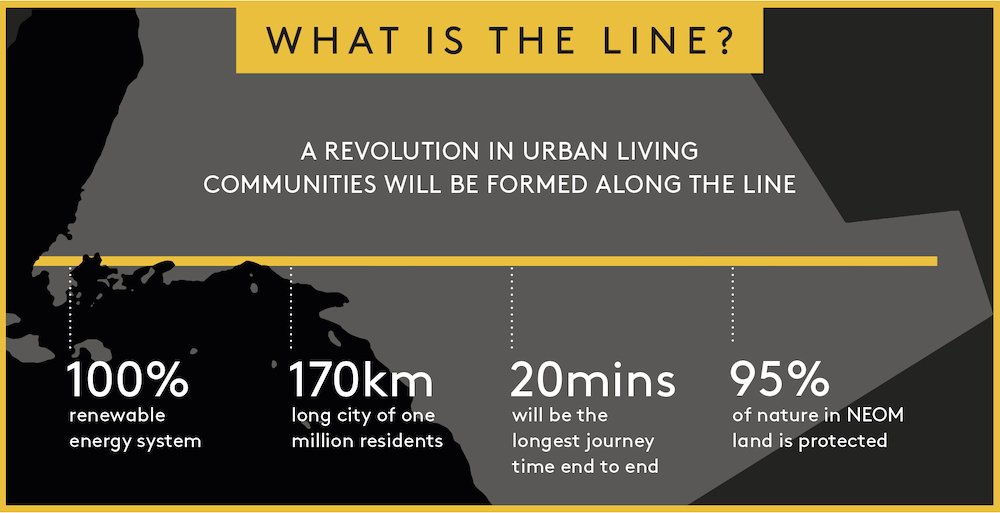 WHAT IS THE LINE?
A REVOLUTION IN URBAN LIVING
COMMUNITIES WILL BE FORMED ALONG THE LINE
100%
renewable
energy system
170km
long city of one
million residents
20mins
will be the
longest journey
time end to end
95%
of nature in NEOM
land is protected